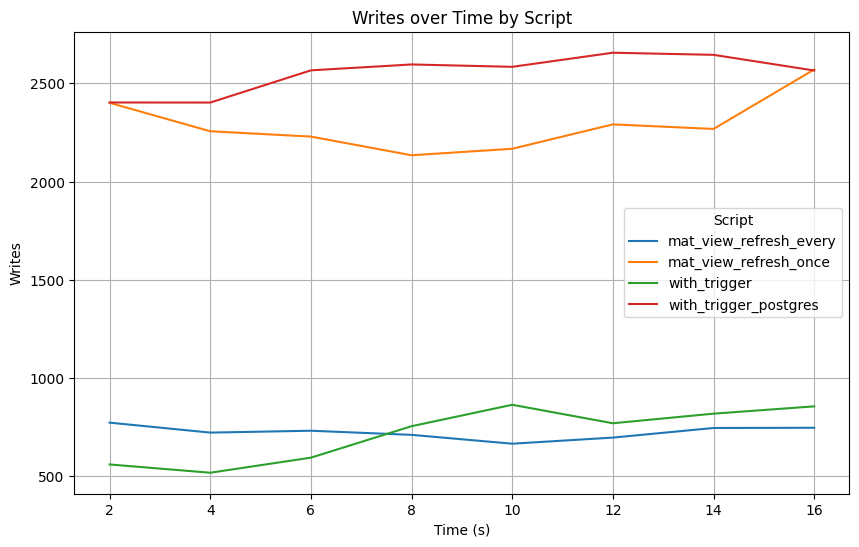 Writes over Time by Script
2500
2000
1500
1000
500
Writes
Script
mat_view_refresh_every
mat_view_refresh_once
with_trigger
with_trigger_postgres
2 4 6 8 10 12 14 16
Time (s)